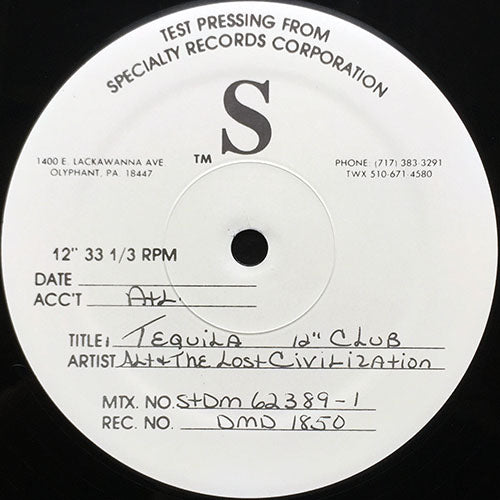 TEST PRESSING FROM
SPECIALTY RECORDS CORPORATION
S
TM
1400 E. LACKAWANNA AVE
OLYPHANT, PA 18447
PHONE: (717) 383-3291
TWX 510-671 4580
12" 33 1/3 RPM
DATE
ACC'T Atl.
TITLE: TEQUILA 12" CLUB
ARTIST Alt + The Lost Civilization
MTX. NO. StDm 62389-1
REC. NO. DMD 1850